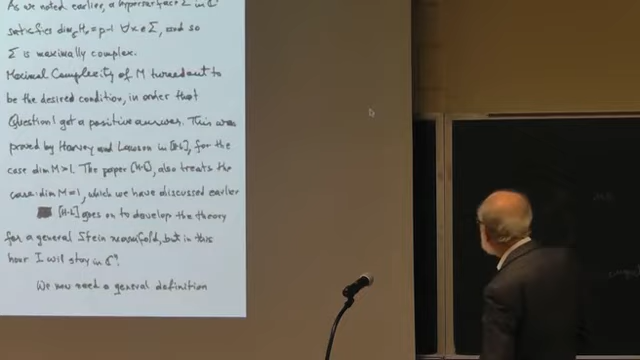 As we noted earlier, a hypersurface Σ in ℂᵖ
satisfies dim_ℂ Hₓ = p-1 ∀x ∈ Σ, and so
Σ is maximally complex.
Maximal Complexity of M turned out to
be the desired condition, in order that
Question 1 got a positive answer. This was
proved by Harvey and Lawson in [H-L], for the
case dim M > 1. The paper [H-L], also treats the
case: dim M = 1, which we have discussed earlier
[H-L] goes on to develop the theory
for a general Stein manifold, but in this
hour I will stay in ℂⁿ.
We now need a general definition